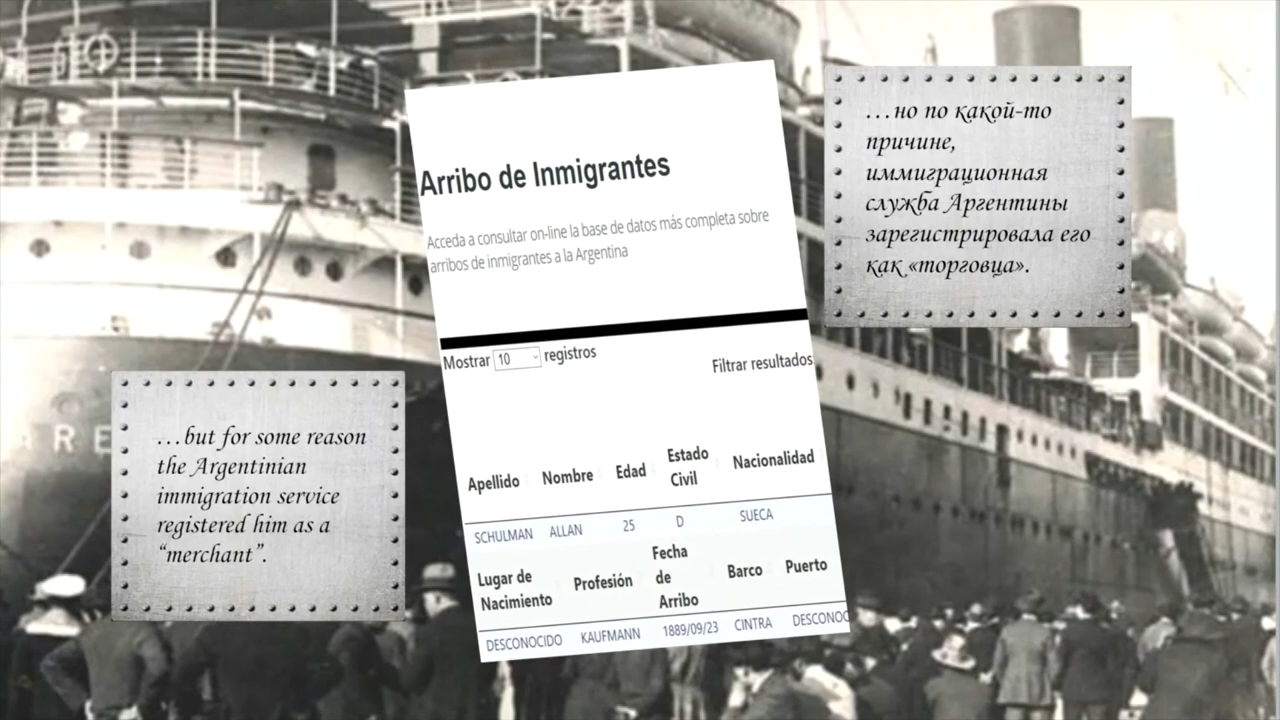 …но по какой-то
причине,
иммиграционная
служба Аргентины
зарегистрировала его
как «торговца».
Arribo de Inmigrantes
Acceda a consultar on-line la base de datos más completa sobre
arribos de inmigrantes a la Argentina
Mostrar 10 registros
Filtrar resultados
Apellido Nombre Edad Estado Civil Nacionalidad
SCHULMAN ALLAN 25 D SUECA
Lugar de Nacimiento Profesión Fecha de Arribo Barco Puerto
DESCONOCIDO KAUFMANN 1889/09/23 CINTRA DESCONOC
…but for some reason
the Argentinian
immigration service
registered him as a
“merchant”.
ARE